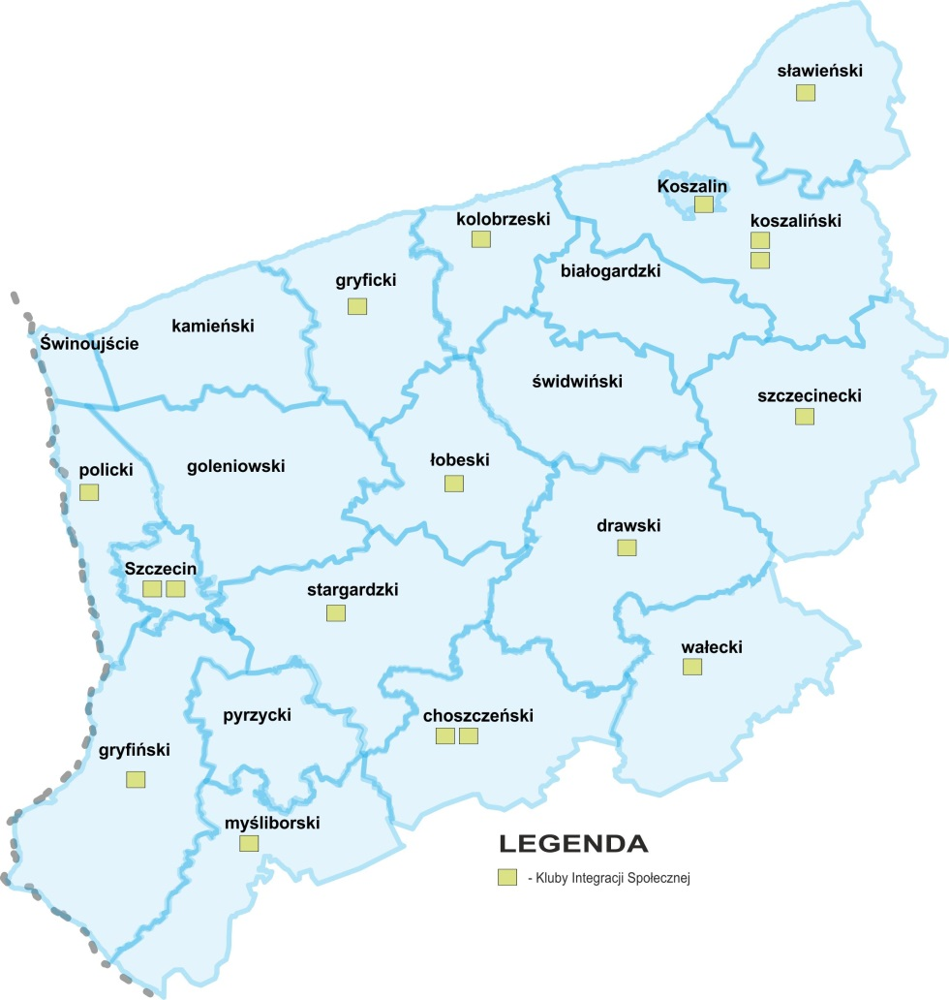 sławieński
Koszalin
koszaliński
kolobrzeski
białogardzki
gryficki
kamieński
Świnoujście
świdwiński
szczecinecki
łobeski
policki
goleniowski
drawski
Szczecin
stargardzki
wałecki
choszczeński
pyrzycki
gryfiński
myśliborski
LEGENDA
- Kluby Integracji Społecznej